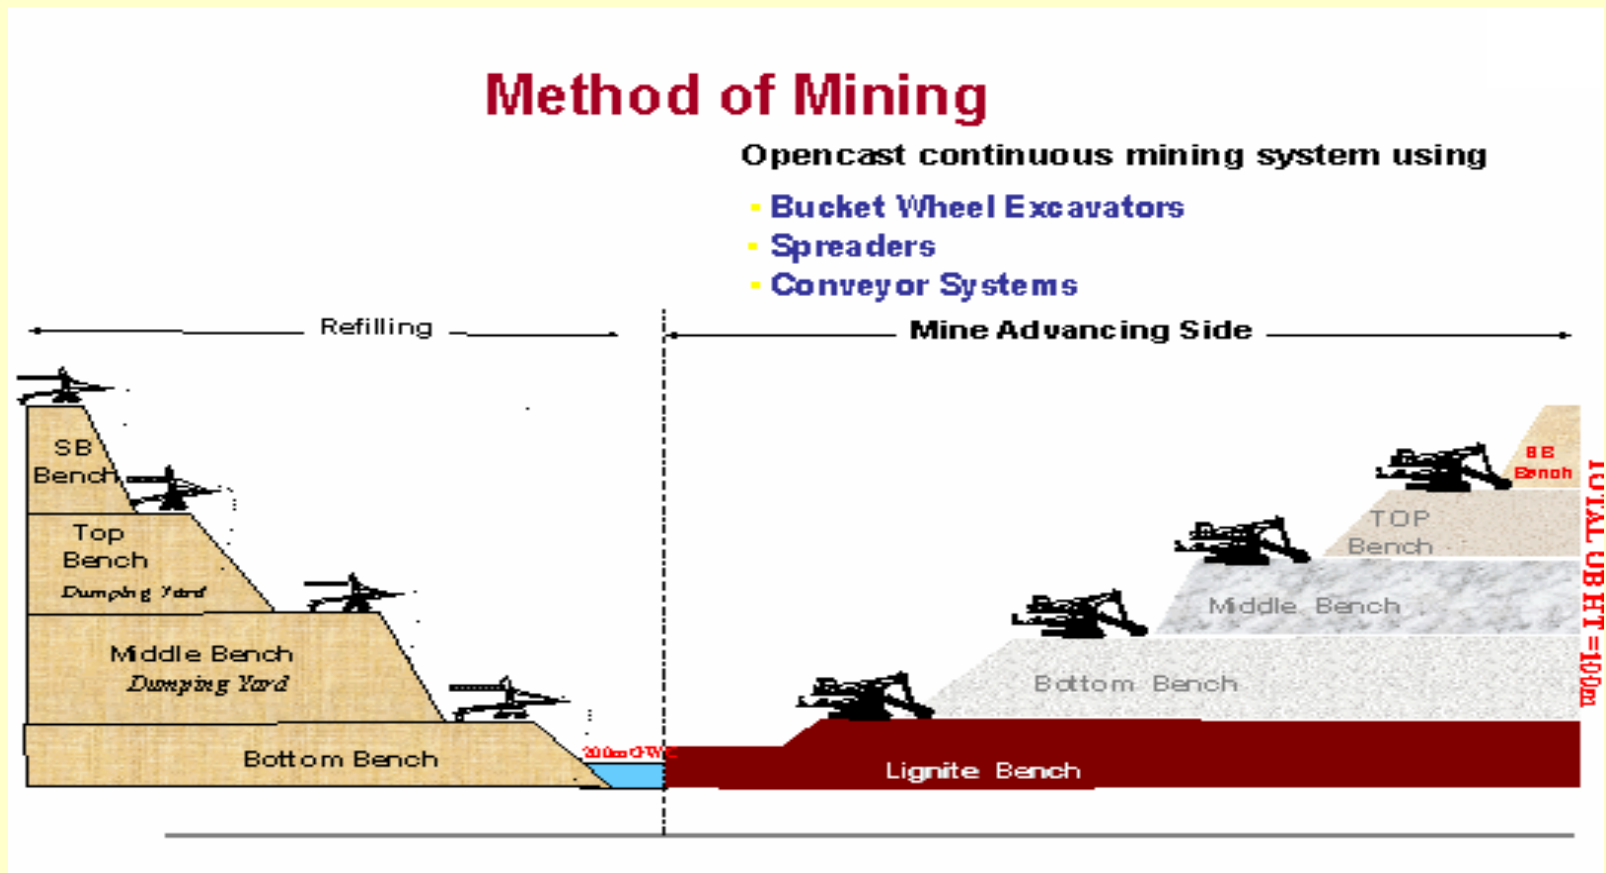 Method of Mining
Opencast continuous mining system using
- Bucket Wheel Excavators
- Spreaders
- Conveyor Systems
Refilling
Mine Advancing Side
SB
Bench
Top
Bench
Dumping Yard
Middle Bench
Dumping Yard
Bottom Bench
Bench
TOP
Bench
Middle Bench
Bottom Bench
Lignite Bench
TOTAL OB HT =100m